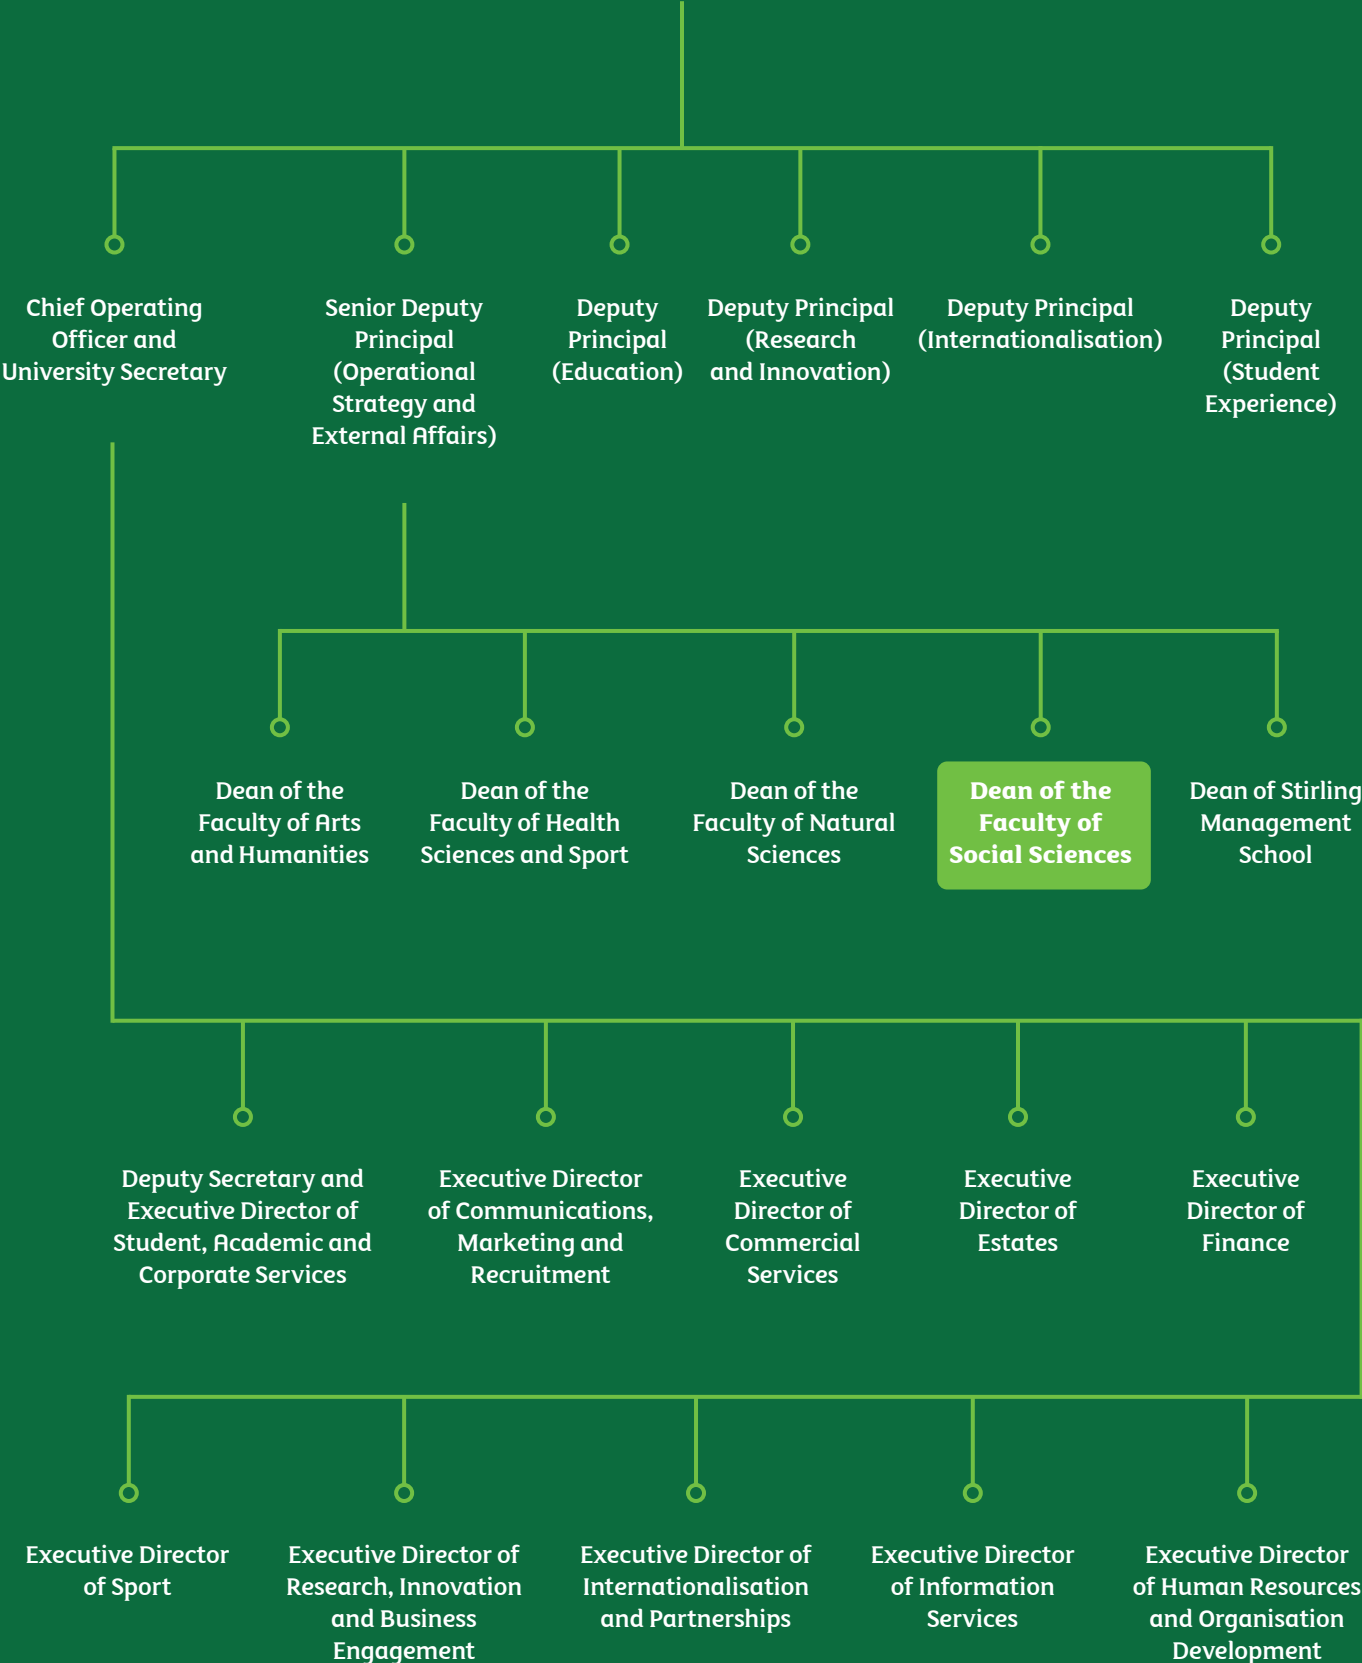 Chief Operating
Officer and
University Secretary
Senior Deputy
Principal
(Operational
Strategy and
External Affairs)
Deputy
Principal
(Education)
Deputy Principal
(Research
and Innovation)
Deputy Principal
(Internationalisation)
Deputy
Principal
(Student
Experience)
Dean of the
Faculty of Arts
and Humanities
Dean of the
Faculty of Health
Sciences and Sport
Dean of the
Faculty of Natural
Sciences
Dean of the
Faculty of
Social Sciences
Dean of Stirling
Management
School
Deputy Secretary and
Executive Director of
Student, Academic and
Corporate Services
Executive Director
of Communications,
Marketing and
Recruitment
Executive
Director of
Commercial
Services
Executive
Director of
Estates
Executive
Director of
Finance
Executive Director
of Sport
Executive Director of
Research, Innovation
and Business
Engagement
Executive Director of
Internationalisation
and Partnerships
Executive Director
of Information
Services
Executive Director
of Human Resources
and Organisation
Development